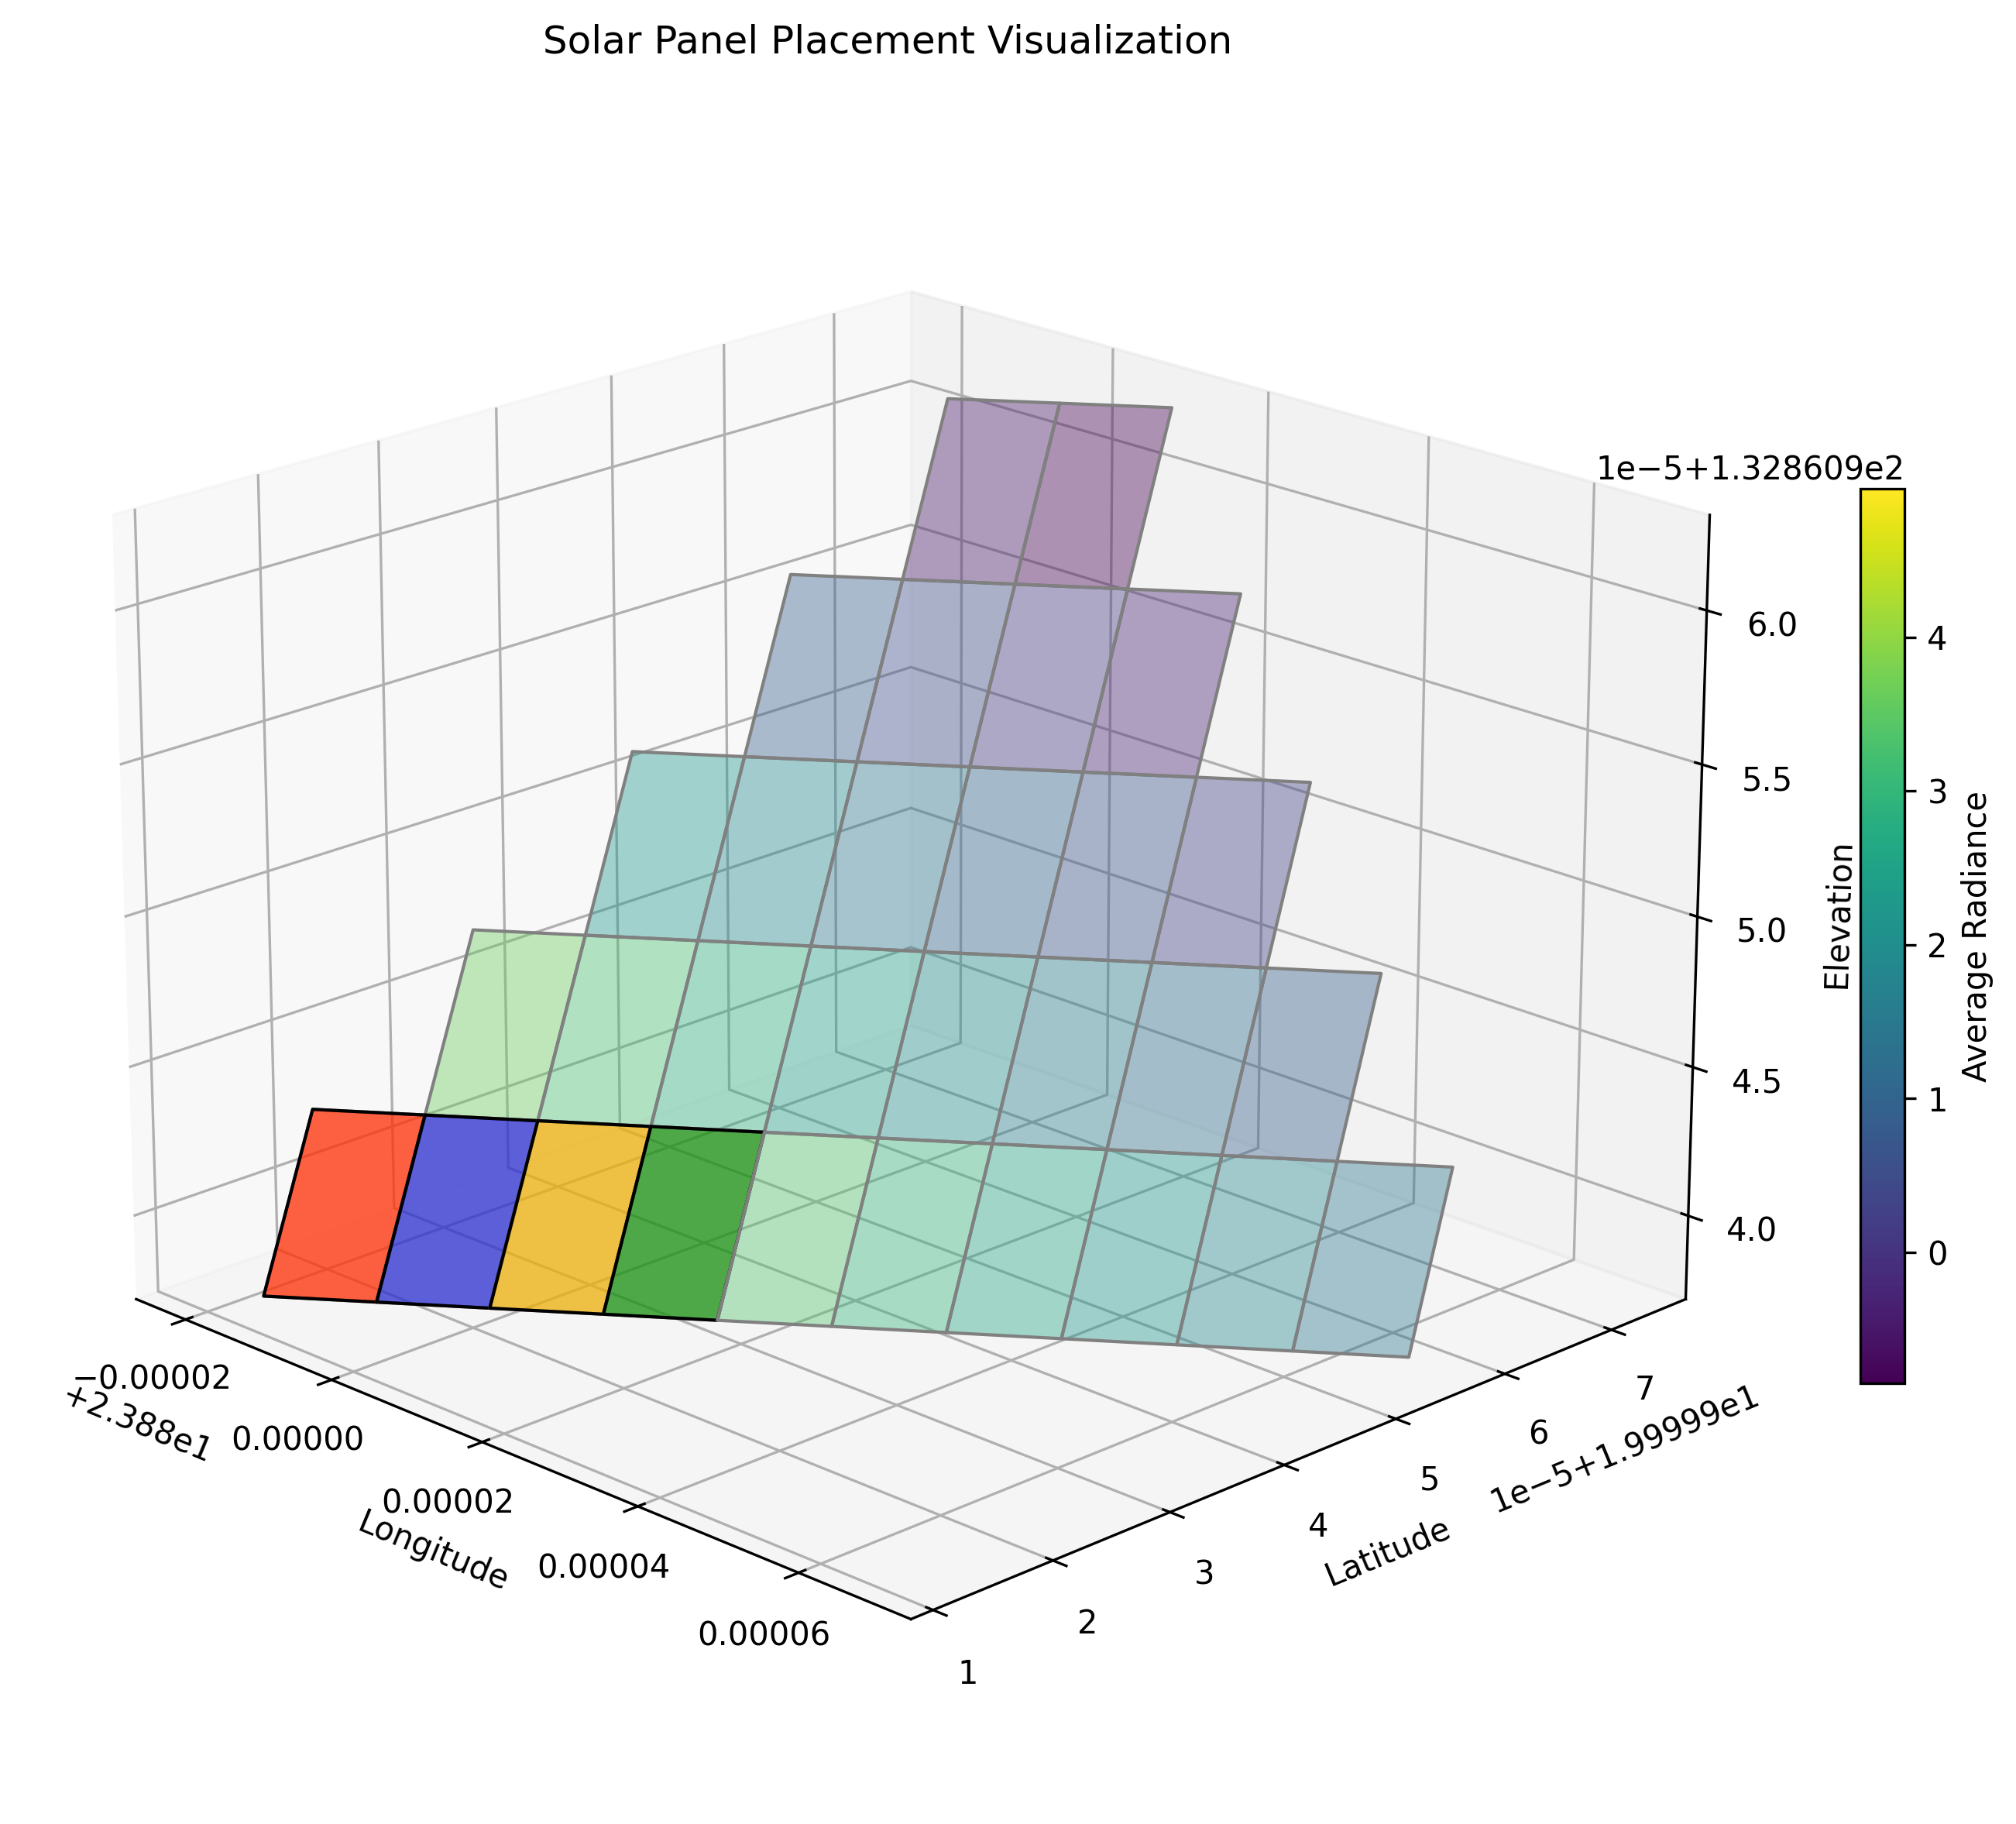 Solar Panel Placement Visualization
1e−5+1.328609e2
6.0
5.5
5.0
4.5
4.0
Elevation
4
3
2
1
0
Average Radiance
−0.00002
0.00000
0.00002
0.00004
0.00006
+2.388e1
Longitude
1
2
3
4
5
6
7
1e−5+1.99999e1
Latitude